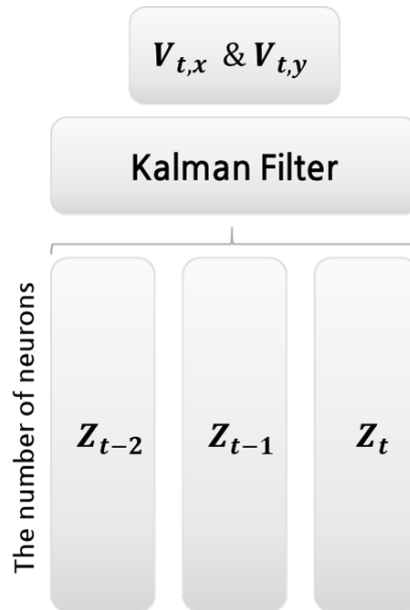 V_{t,x} & V_{t,y}
Kalman Filter
The number of neurons
Z_{t−2} Z_{t−1} Z_t